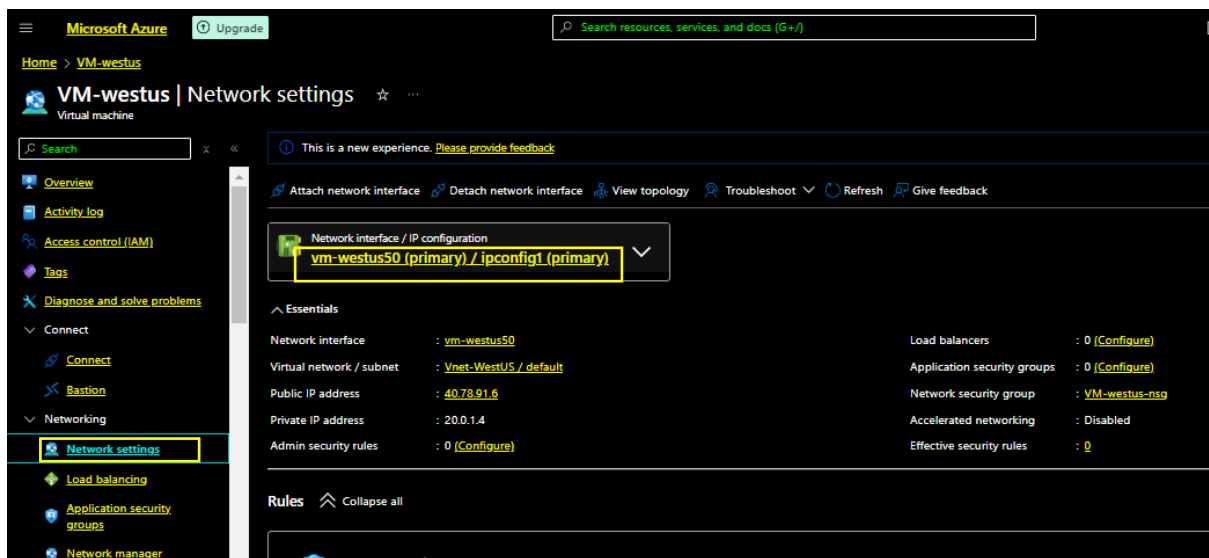 Microsoft Azure
Upgrade
Search resources, services, and docs (G+/)
Home > VM-westus
VM-westus | Network settings
Virtual machine
Search
Overview
Activity log
Access control (IAM)
Tags
Diagnose and solve problems
Connect
Connect
Bastion
Networking
Network settings
Load balancing
Application security
groups
Network manager
This is a new experience. Please provide feedback
Attach network interface Detach network interface View topology Troubleshoot Refresh Give feedback
Network interface / IP configuration
vm-westus50 (primary) / ipconfig1 (primary)
Essentials
Network interface : vm-westus50
Virtual network / subnet : Vnet-WestUS / default
Public IP address : 40.78.91.6
Private IP address : 20.0.1.4
Admin security rules : 0 (Configure)
Load balancers : 0 (Configure)
Application security groups : 0 (Configure)
Network security group : VM-westus-nsg
Accelerated networking : Disabled
Effective security rules : 0
Rules Collapse all